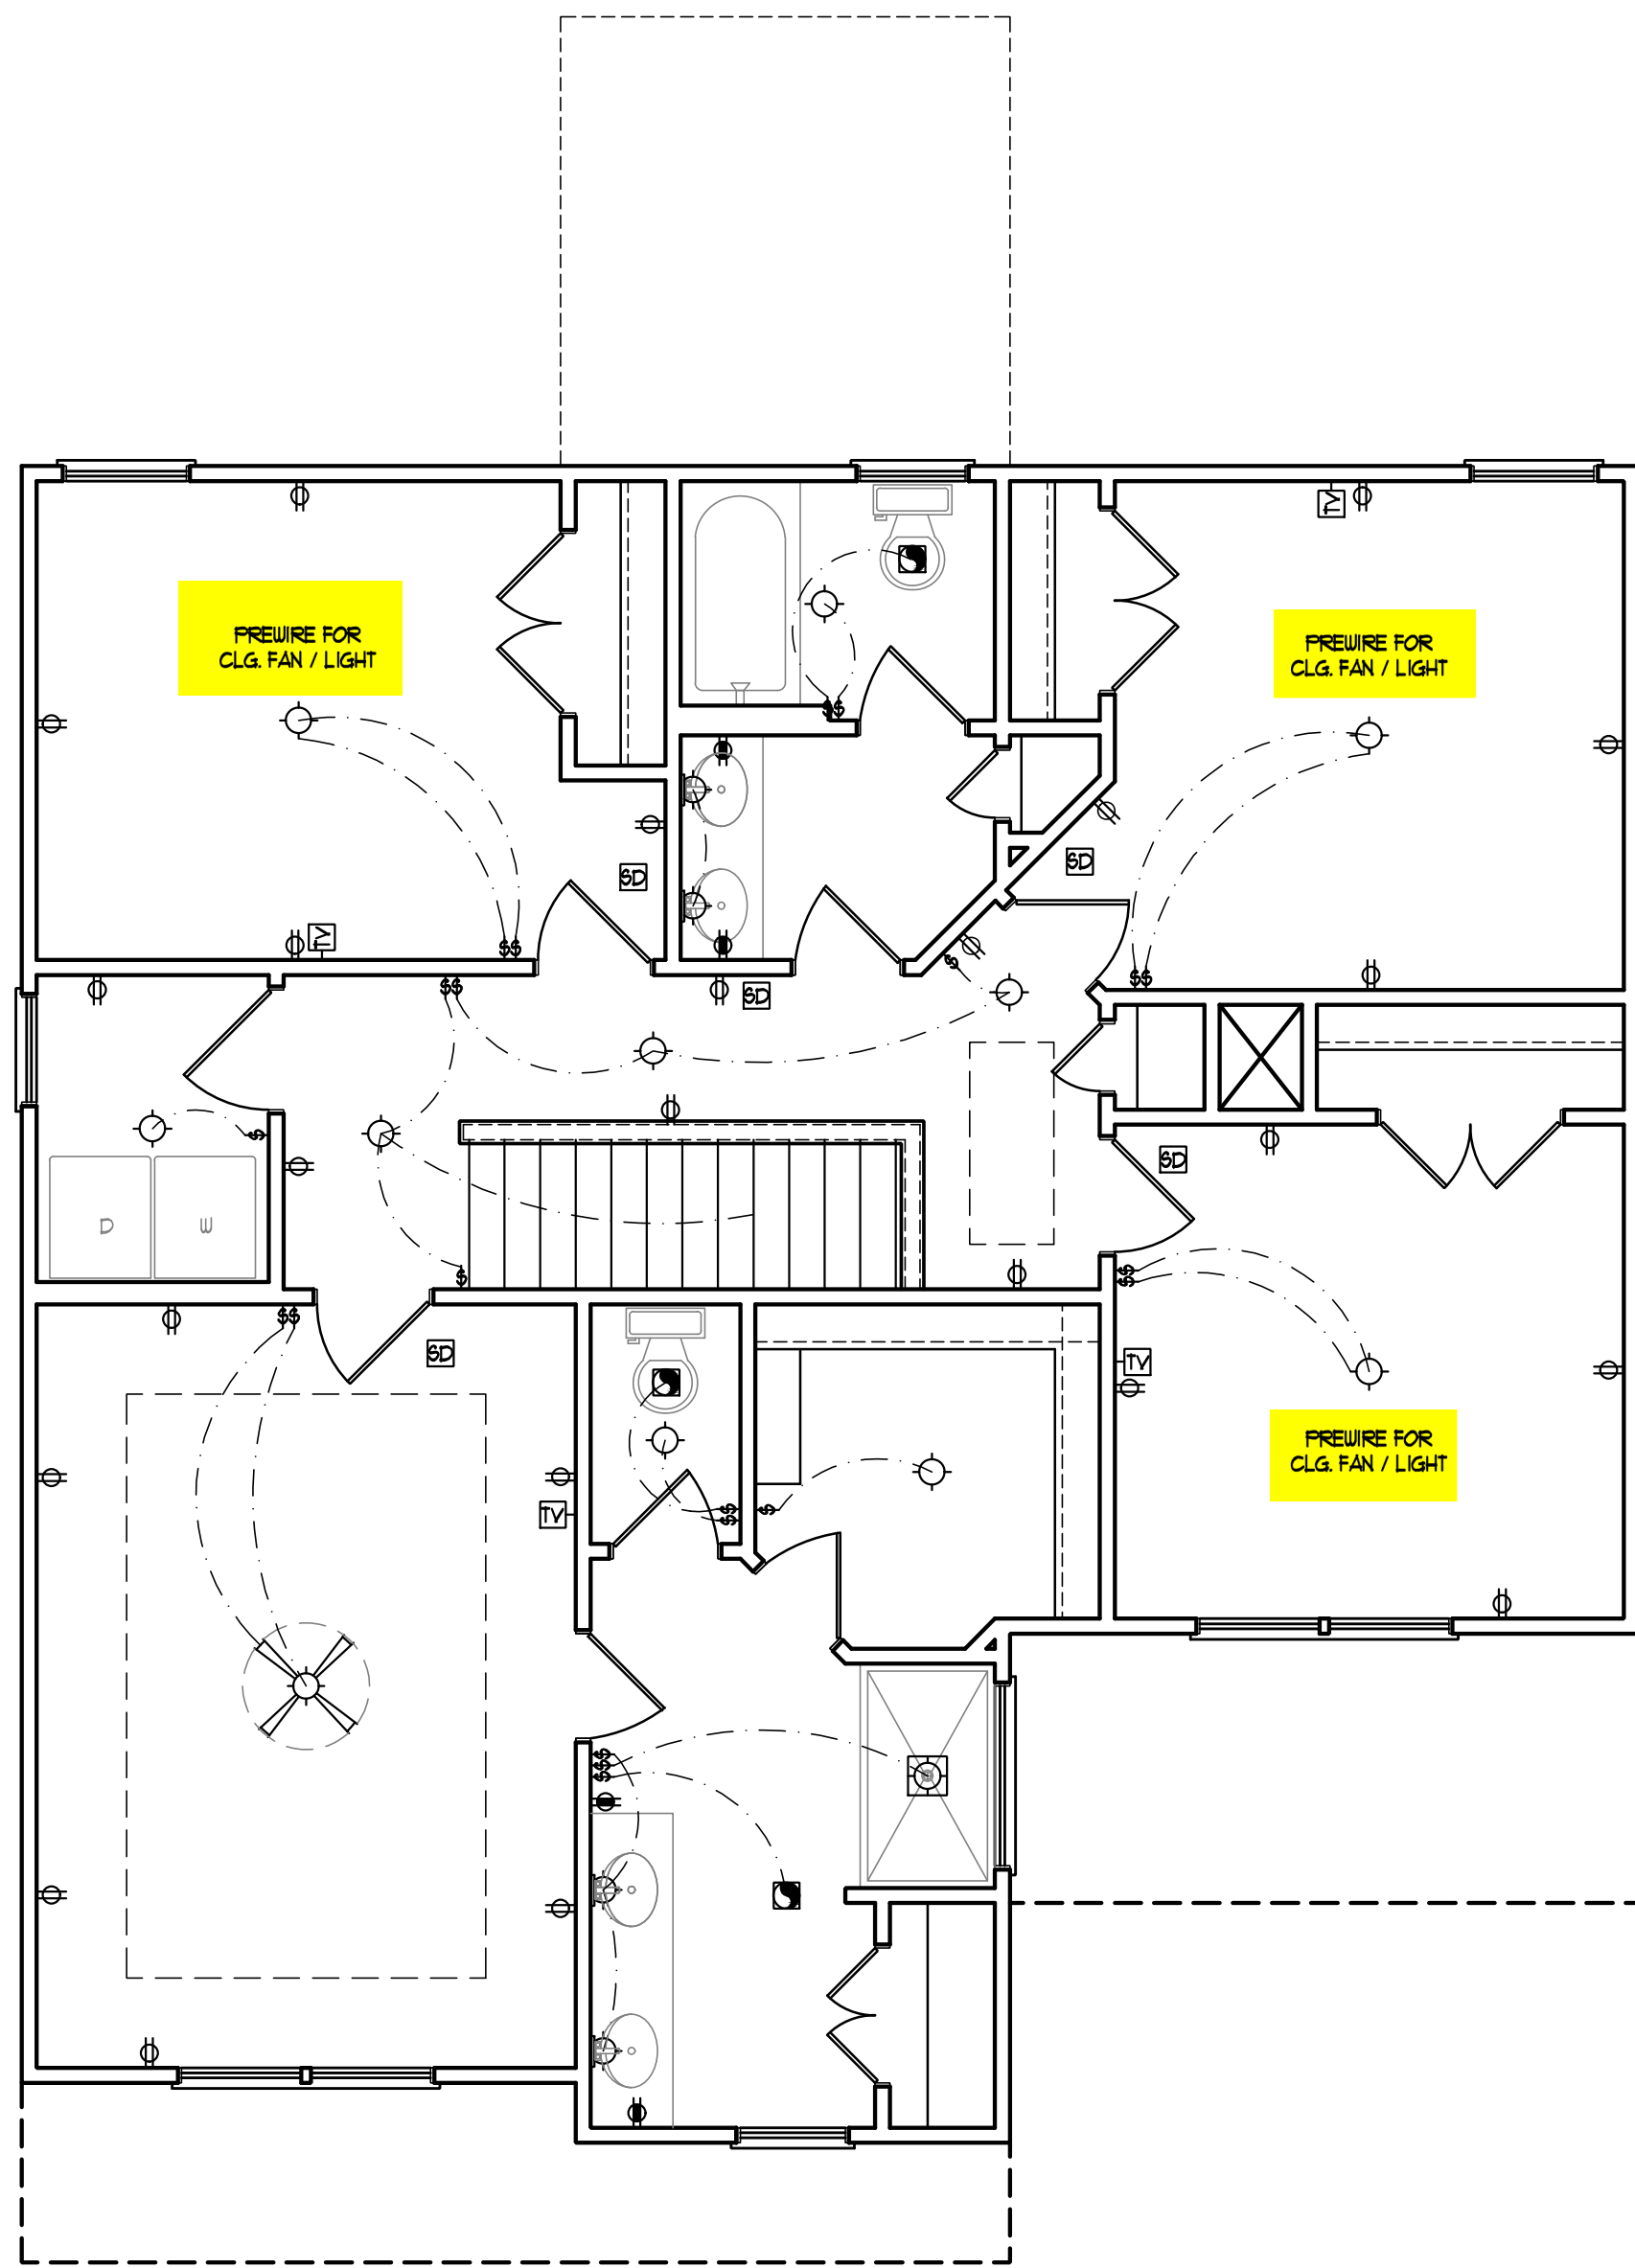 TV
PREWIRE FOR
CLG. FAN / LIGHT
PREWIRE FOR
CLG. FAN / LIGHT
$$
SD
SD
TV
$$
$
$$
$$
SD
$
SD
D
W
$$
$
$$
SD
TV
PREWIRE FOR
CLG. FAN / LIGHT
TV
$$
$
$$$